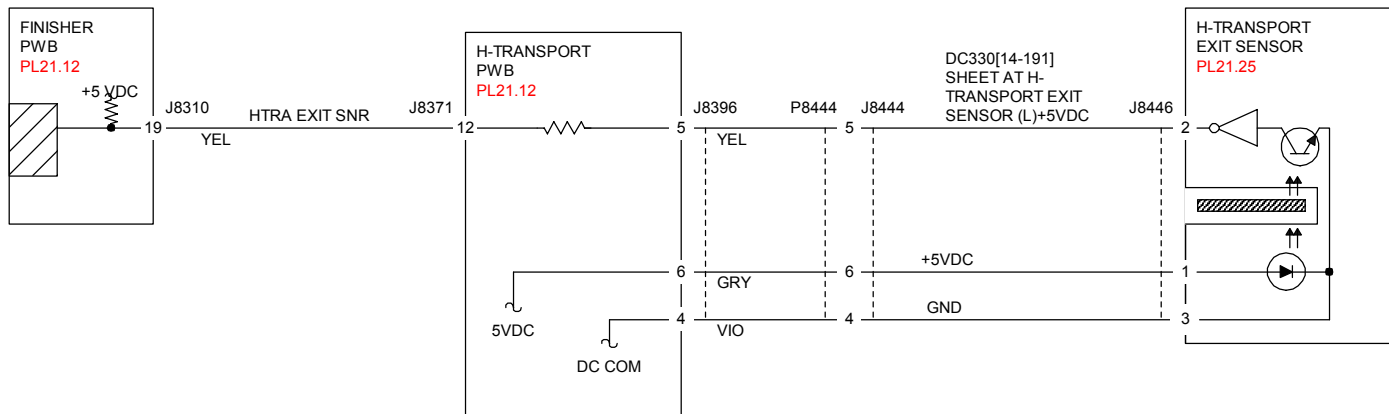 FINISHER
PWB
PL21.12
+5 VDC
19
J8310
HTRA EXIT SNR
YEL
J8371
12
H-TRANSPORT
PWB
PL21.12
5
6
4
5VDC
DC COM
J8396
YEL
GRY
VIO
P8444
J8444
5
6
4
DC330[14-191]
SHEET AT H-
TRANSPORT EXIT
SENSOR (L)+5VDC
+5VDC
GND
J8446
2
1
3
H-TRANSPORT
EXIT SENSOR
PL21.25